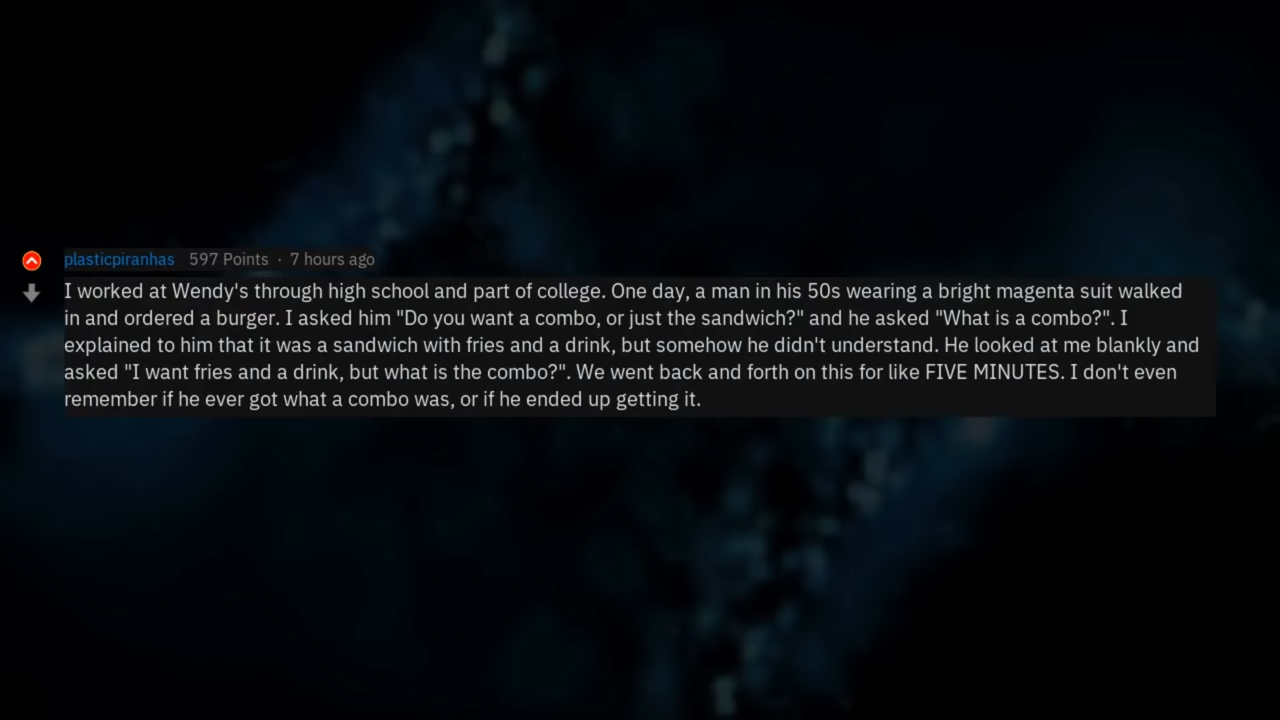 plasticpiranhas 597 Points · 7 hours ago
I worked at Wendy's through high school and part of college. One day, a man in his 50s wearing a bright magenta suit walked
in and ordered a burger. I asked him "Do you want a combo, or just the sandwich?" and he asked "What is a combo?". I
explained to him that it was a sandwich with fries and a drink, but somehow he didn't understand. He looked at me blankly and
asked "I want fries and a drink, but what is the combo?". We went back and forth on this for like FIVE MINUTES. I don't even
remember if he ever got what a combo was, or if he ended up getting it.